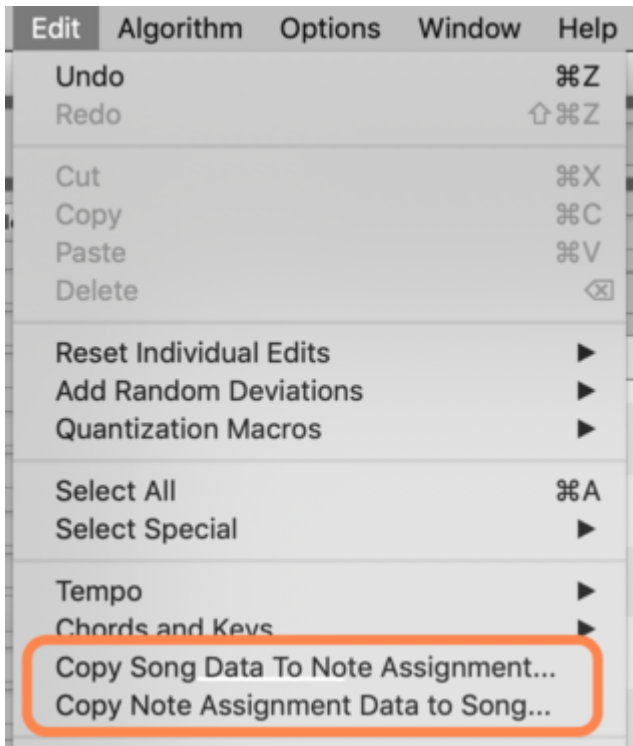 Edit Algorithm Options Window Help
Undo ⌘Z
Redo ⇧⌘Z
Cut ⌘X
Copy ⌘C
Paste ⌘V
Delete ⌫
Reset Individual Edits ▶
Add Random Deviations ▶
Quantization Macros ▶
Select All ⌘A
Select Special ▶
Tempo ▶
Chords and Keys ▶
Copy Song Data To Note Assignment...
Copy Note Assignment Data to Song...